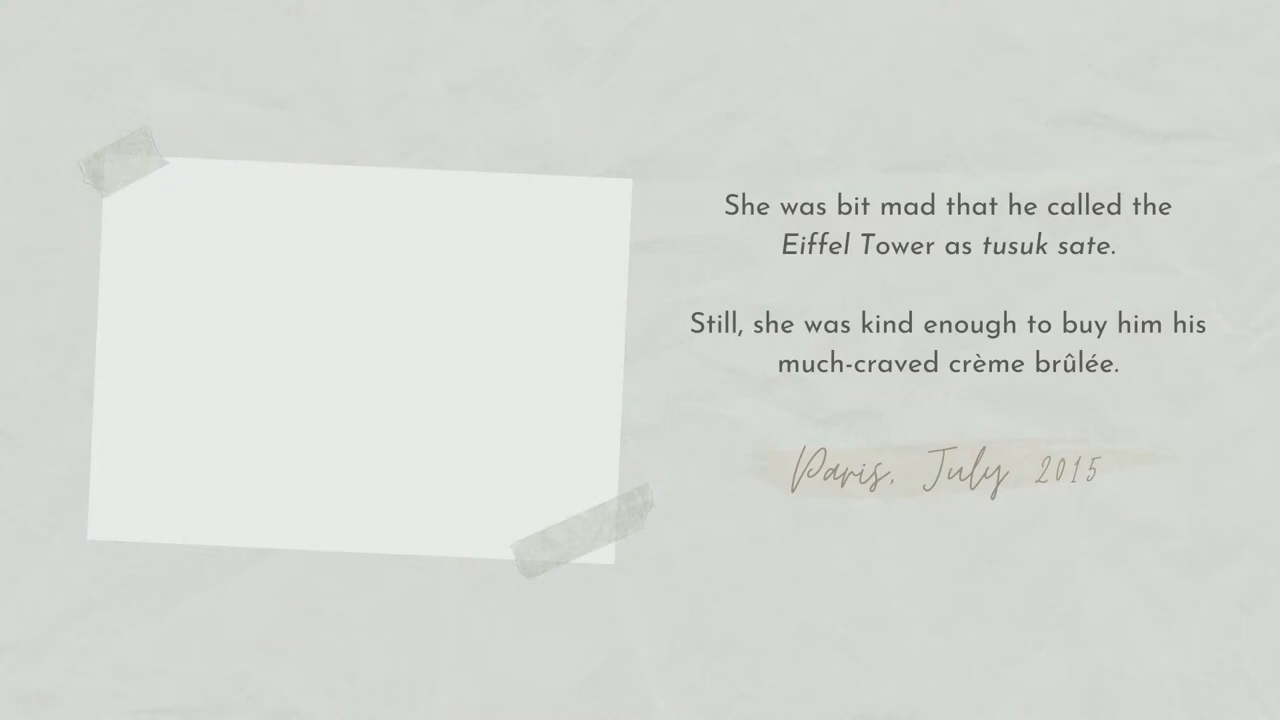 She was bit mad that he called the
Eiffel Tower as tusuk sate.
Still, she was kind enough to buy him his
much-craved crème brûlée.
Paris, July 2015